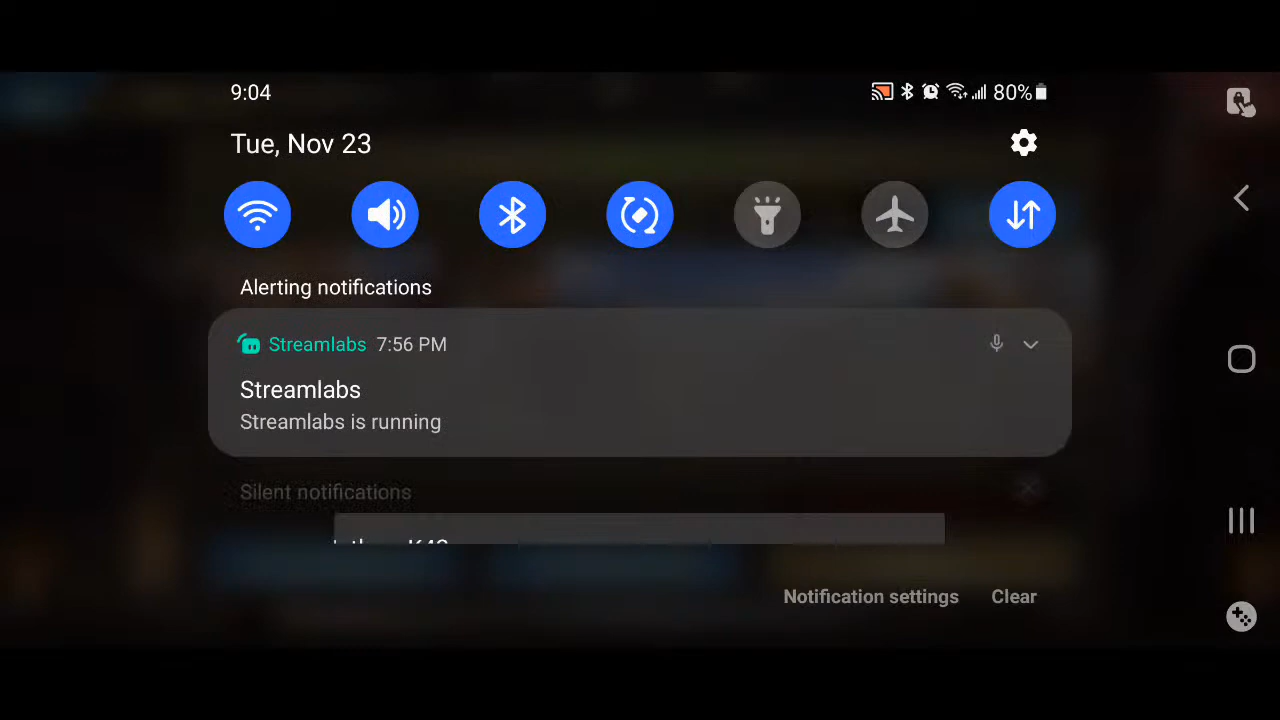 9:04 80%
Tue, Nov 23
Alerting notifications
Streamlabs 7:56 PM
Streamlabs
Streamlabs is running
Silent notifications
Notification settings Clear